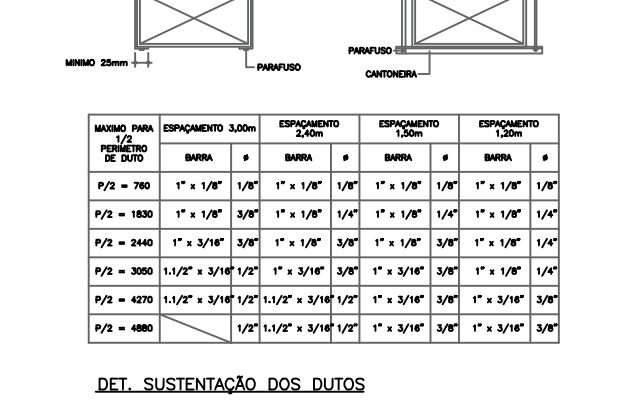 MINIMO 25mm
PARAFUSO
PARAFUSO
CANTONEIRA
MAXIMO PARA 1/2 PERIMETRO DE DUTO | ESPAÇAMENTO 3,00m | ESPAÇAMENTO 2,40m | ESPAÇAMENTO 1,50m | ESPAÇAMENTO 1,20m
BARRA ø BARRA ø BARRA ø BARRA ø
P/2 = 760 1" x 1/8" 1/8" 1" x 1/8" 1/8" 1" x 1/8" 1/8" 1" x 1/8" 1/8"
P/2 = 1830 1" x 1/8" 3/8" 1" x 1/8" 1/4" 1" x 1/8" 1/4" 1" x 1/8" 1/4"
P/2 = 2440 1" x 3/16" 3/8" 1" x 1/8" 3/8" 1" x 1/8" 3/8" 1" x 1/8" 1/4"
P/2 = 3050 1.1/2" x 3/16" 1/2" 1" x 3/16" 3/8" 1" x 3/16" 3/8" 1" x 1/8" 1/4"
P/2 = 4270 1.1/2" x 3/16" 1/2" 1.1/2" x 3/16" 1/2" 1" x 3/16" 3/8" 1" x 3/16" 3/8"
P/2 = 4880 1/2" 1.1/2" x 3/16" 1/2" 1" x 3/16" 3/8" 1" x 3/16" 3/8"
DET. SUSTENTAÇÃO DOS DUTOS